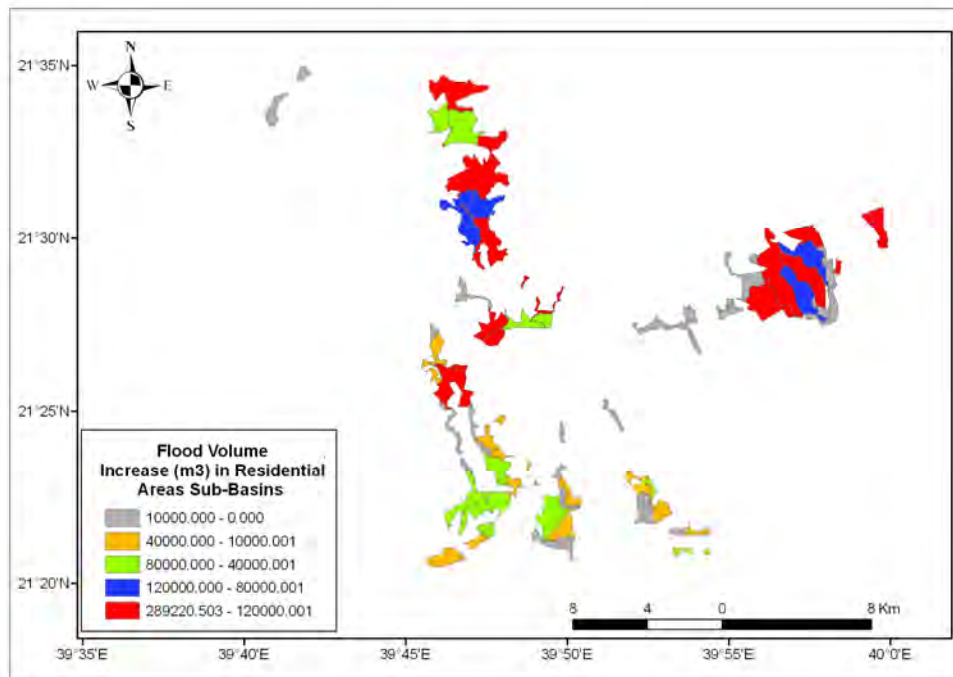 N
W E
S
21°35'N
21°30'N
21°25'N
21°20'N
Flood Volume
Increase (m3) in Residential
Areas Sub-Basins
10000.000 - 0.000
40000.000 - 10000.001
80000.000 - 40000.001
120000.000 - 80000.001
289220.503 - 120000.001
8 4 0 8 Km
39°35'E 39°40'E 39°45'E 39°50'E 39°55'E 40°0'E